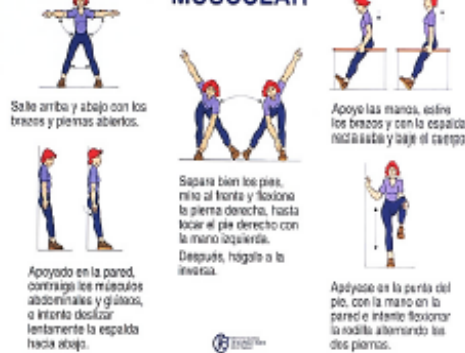 MUSCULAR
Salte arriba y abajo con los
brazos y piernas abiertos.
Apoyado en la pared,
contraiga los músculos
abdominales y glúteos,
e intente deslizar
lentamente la espalda
hacia abajo.
Separe bien los pies,
mire al frente y flexione
la pierna derecha, hasta
tocar el pie derecho con
la mano izquierda.
Después, hágalo a la
inversa.
Apoye las manos, estire
los brazos y con la espalda
recta suba y baje el cuerpo
Apóyese en la punta del
pie, con la mano en la
pared e intente flexionar
la rodilla alternando las
dos piernas.